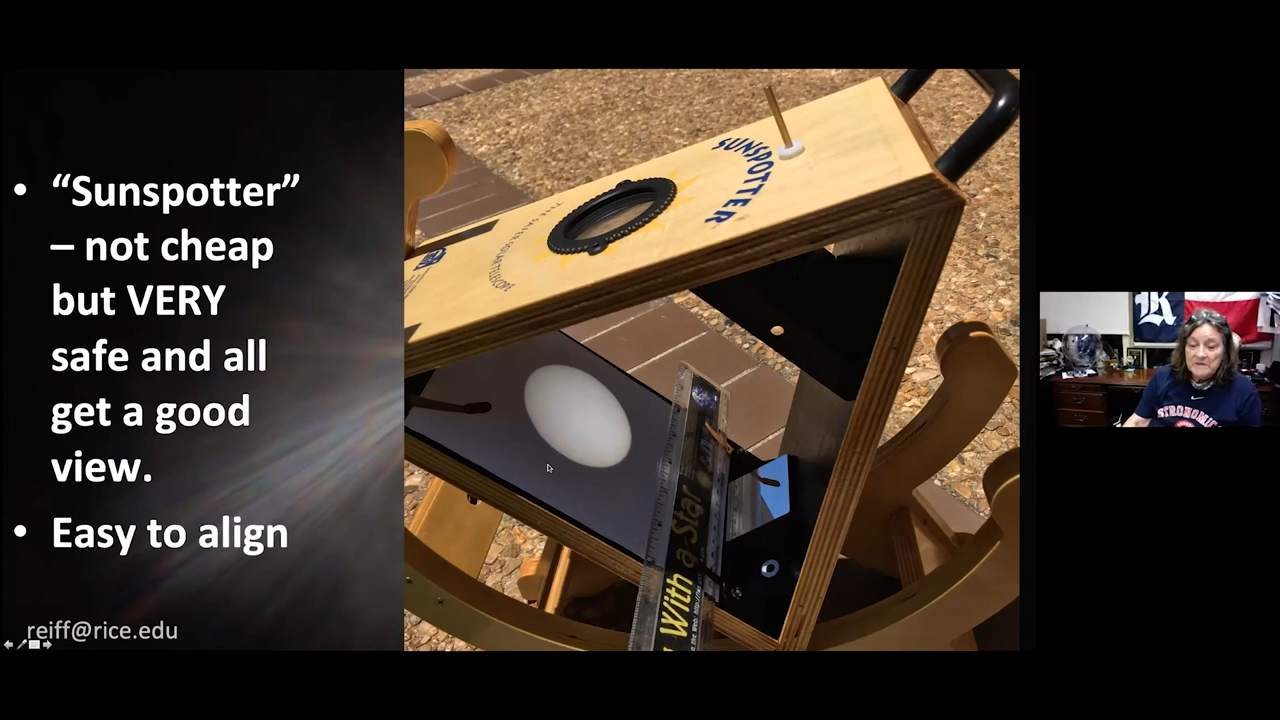 • “Sunspotter”
– not cheap
but VERY
safe and all
get a good
view.
• Easy to align
reiff@rice.edu
SUNSPOTTER
With a Star